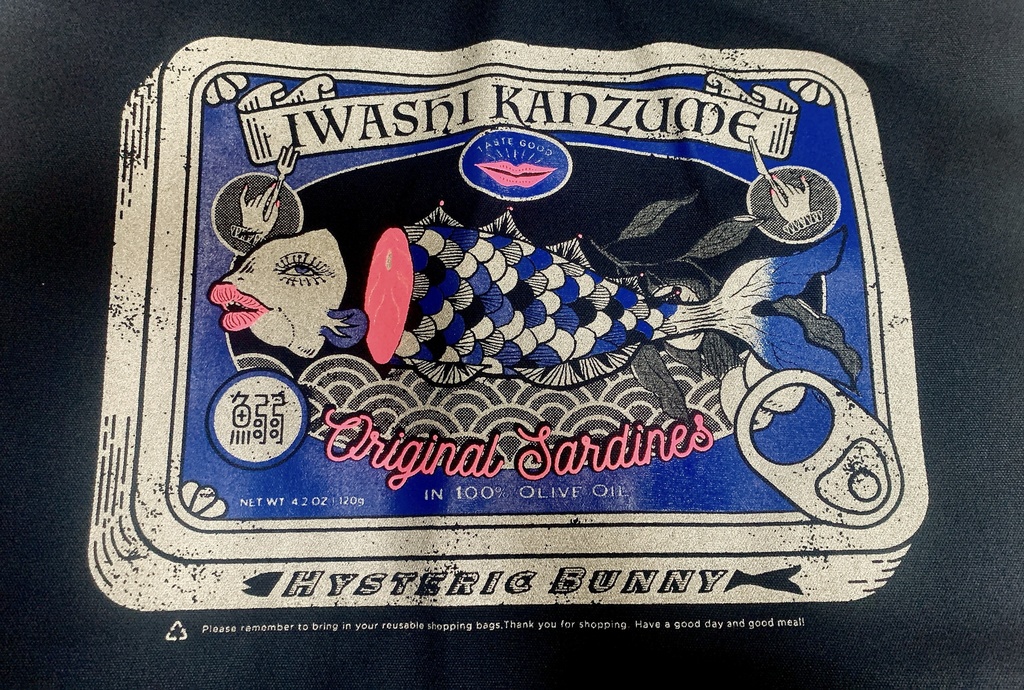 IWASHI KANZUME
TASTE GOOD
鰯
Original Sardines
IN 100% OLIVE OIL
NET WT 4.2 OZ | 120g
HYSTERIC BUNNY
Please remember to bring in your reusable shopping bags.Thank you for shopping. Have a good day and good meal!